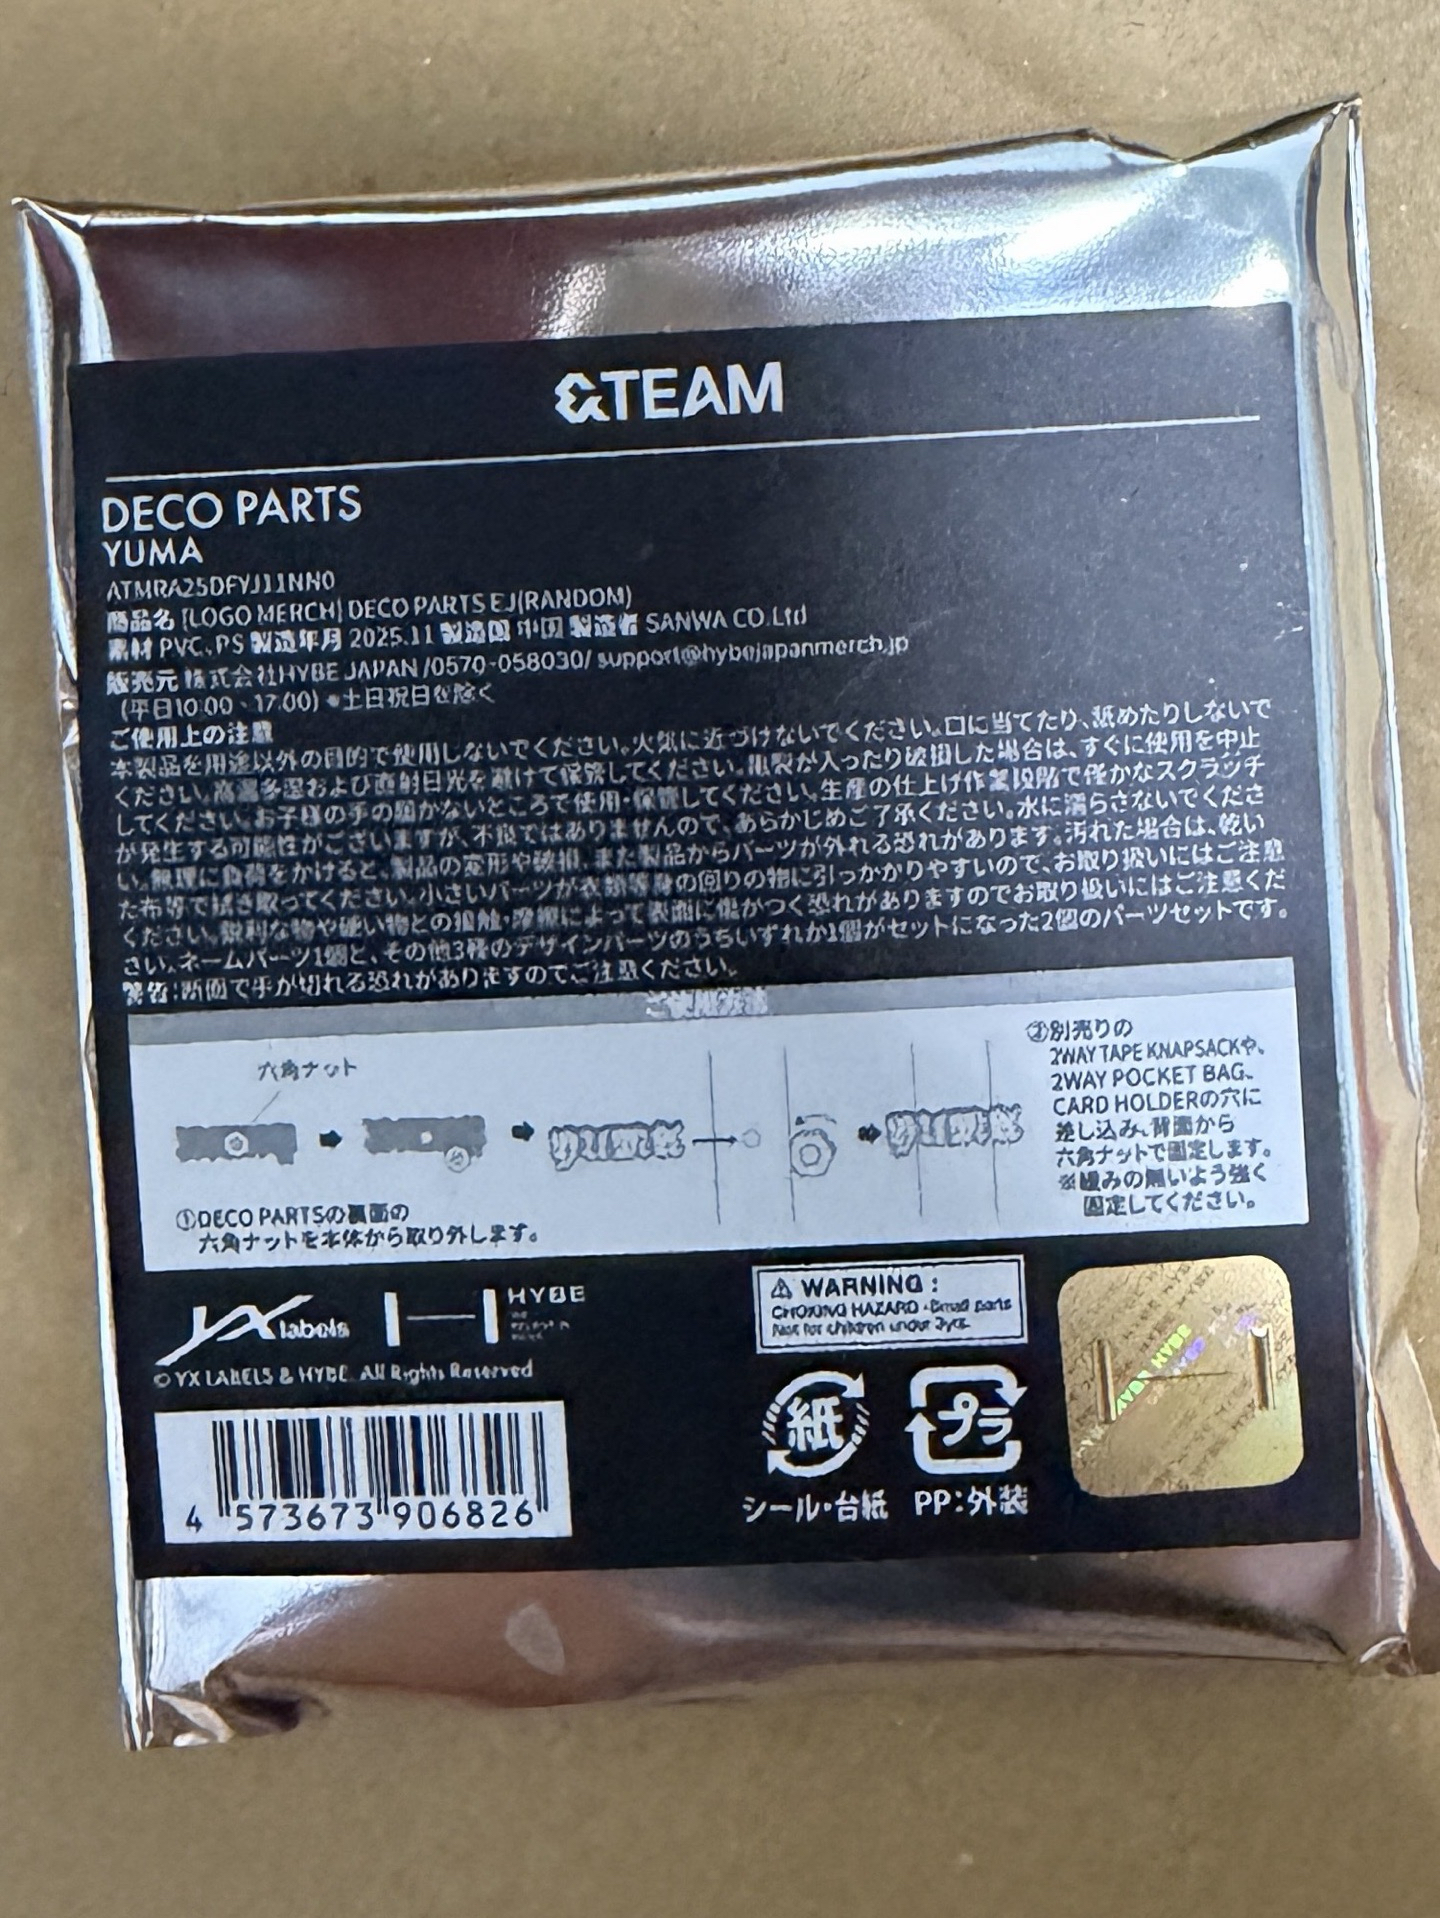 &TEAM
DECO PARTS
YUMA
ATMRA25DFYJ11NN0
商品名 [LOGO MERCH] DECO PARTS EJ(RANDOM)
素材 PVC、PS 製造年月 2025.11 製造国 中国 製造者 SANWA CO.Ltd
販売元 株式会社HYBE JAPAN /0570-058030/ support@hybejapanmerch.jp
(平日10:00 - 17:00) ※土日祝日を除く
ご使用上の注意
本製品を用途以外の目的で使用しないでください。火気に近づけないでください。口に当てたり、舐めたりしないで
ください。高温多湿および直射日光を避けて保管してください。亀裂が入ったり破損した場合は、すぐに使用を中止
してください。お子様の手の届かないところで使用・保管してください。生産の仕上げ作業段階で僅かなスクラッチ
が発生する可能性がございますが、不良ではありませんので、あらかじめご了承ください。水に濡らさないでくださ
い。無理に負荷をかけると、製品の変形や破損、また製品からパーツが外れる恐れがあります。汚れた場合は、乾い
た布等で拭き取ってください。小さいパーツが衣類等身の回りの物に引っかかりやすいので、お取り扱いにはご注意
ください。鋭利な物や硬い物との接触・摩擦によって表面に傷がつく恐れがありますのでお取り扱いにはご注意くだ
さい。ネームパーツ1個と、その他3種のデザインパーツのうちいずれか1個がセットになった2個のパーツセットです。
警告:断面で手が切れる恐れがありますのでご注意ください。
ご使用方法
六角ナット
①DECO PARTSの裏面の
六角ナットを本体から取り外します。
②別売りの
2WAY TAPE KNAPSACKや、
2WAY POCKET BAG、
CARD HOLDERの穴に
差し込み、背面から
六角ナットで固定します。
※緩みの無いよう強く
固定してください。
YX labels
HYBE
© YX LABELS & HYBE. All Rights Reserved
⚠ WARNING :
CHOKING HAZARD - Small parts
Not for children under 3yrs.
紙
プラ
シール・台紙
PP:外装
HYBE
4 573673 906826